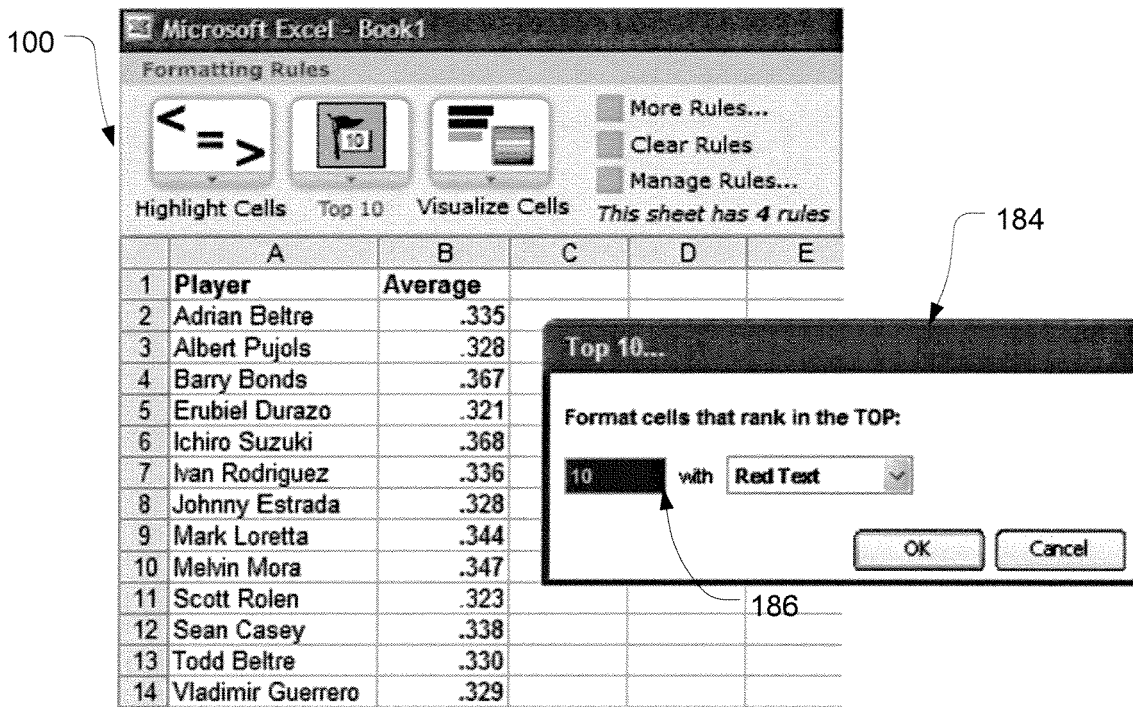 100
Microsoft Excel - Book1
Formatting Rules
< = >
10
More Rules...
Clear Rules
Manage Rules...
Highlight Cells Top 10 Visualize Cells This sheet has 4 rules
184
A B C D E
1 Player Average
2 Adrian Beltre .335
3 Albert Pujols .328
4 Barry Bonds .367
5 Erubiel Durazo .321
6 Ichiro Suzuki .368
7 Ivan Rodriguez .336
8 Johnny Estrada .328
9 Mark Loretta .344
10 Melvin Mora .347
11 Scott Rolen .323
12 Sean Casey .338
13 Todd Beltre .330
14 Vladimir Guerrero .329
Top 10...
Format cells that rank in the TOP:
10 with Red Text
OK Cancel
186